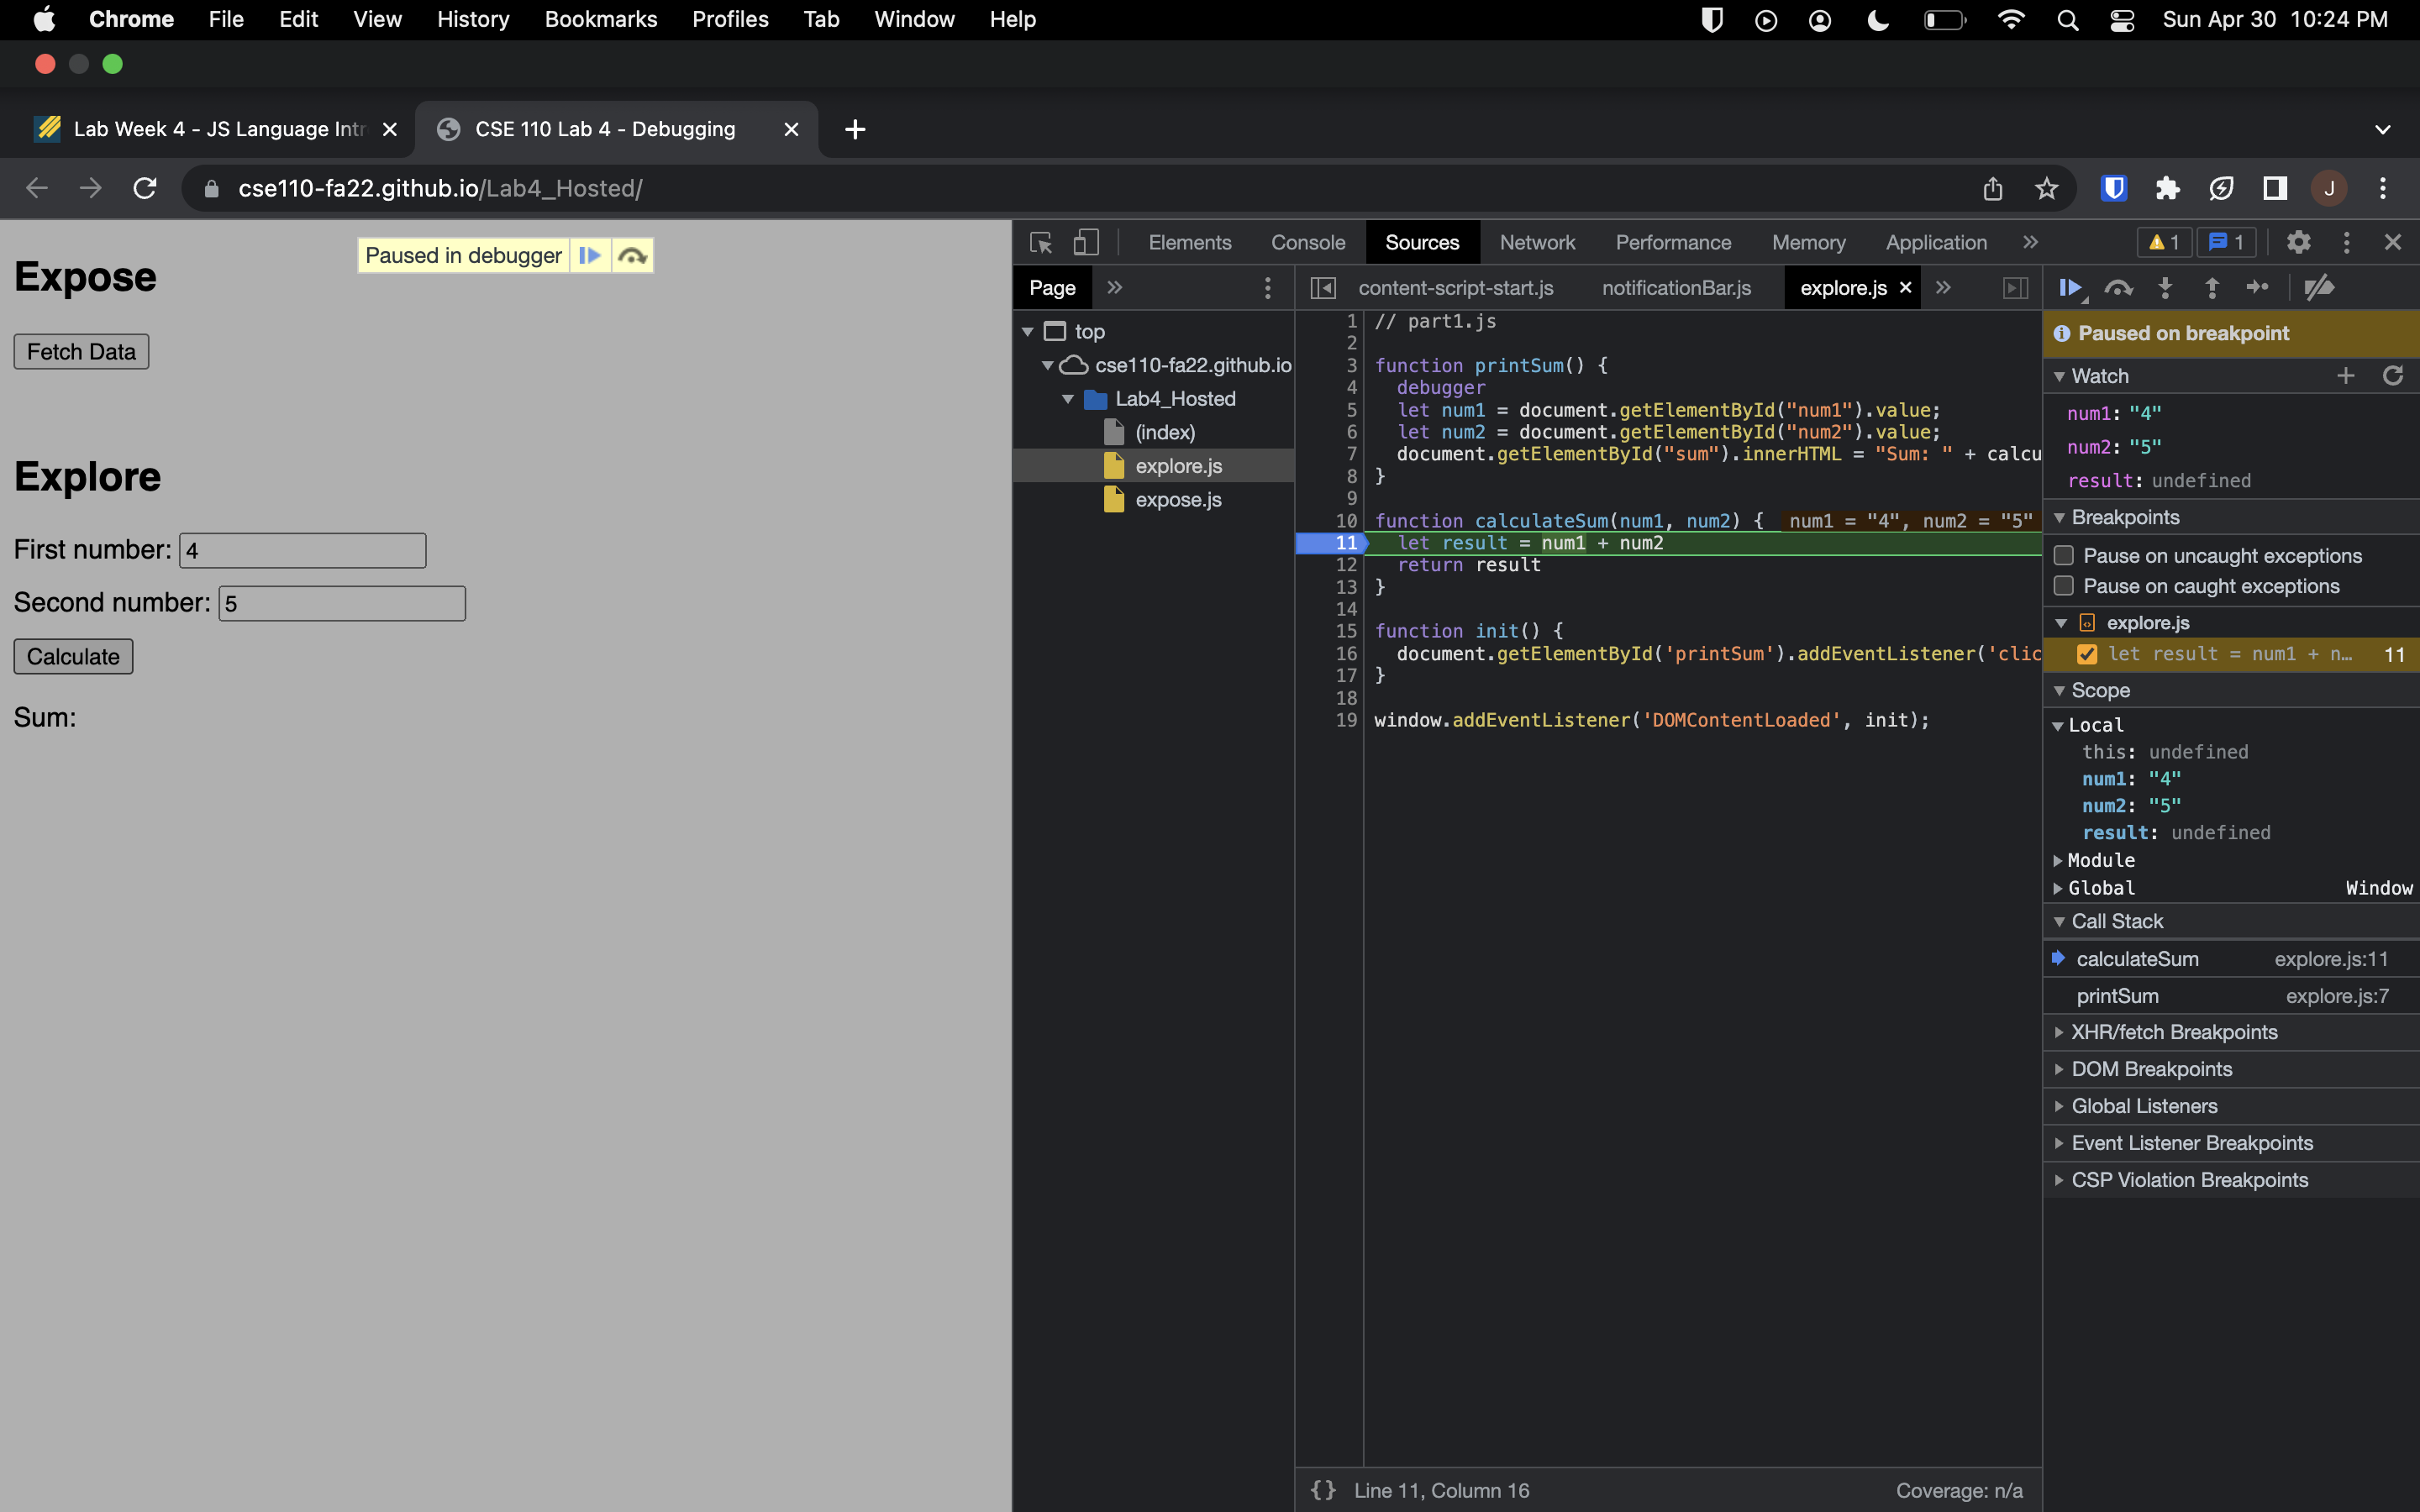 Chrome File Edit View History Bookmarks Profiles Tab Window Help Sun Apr 30 10:24 PM
Lab Week 4 - JS Language Intr CSE 110 Lab 4 - Debugging
cse110-fa22.github.io/Lab4_Hosted/ J
Expose
Paused in debugger
Fetch Data
Explore
First number: 4
Second number: 5
Calculate
Sum:
Elements Console Sources Network Performance Memory Application 1 1
Page
top
cse110-fa22.github.io
Lab4_Hosted
(index)
explore.js
expose.js
content-script-start.js notificationBar.js explore.js
1 // part1.js
2
3 function printSum() {
4 debugger
5 let num1 = document.getElementById("num1").value;
6 let num2 = document.getElementById("num2").value;
7 document.getElementById("sum").innerHTML = "Sum: " + calcu
8 }
9
10 function calculateSum(num1, num2) { num1 = "4", num2 = "5"
11 let result = num1 + num2
12 return result
13 }
14
15 function init() {
16 document.getElementById('printSum').addEventListener('clic
17 }
18
19 window.addEventListener('DOMContentLoaded', init);
{} Line 11, Column 16 Coverage: n/a
Paused on breakpoint
Watch
num1: "4"
num2: "5"
result: undefined
Breakpoints
Pause on uncaught exceptions
Pause on caught exceptions
explore.js
let result = num1 + n… 11
Scope
Local
this: undefined
num1: "4"
num2: "5"
result: undefined
Module
Global Window
Call Stack
calculateSum explore.js:11
printSum explore.js:7
XHR/fetch Breakpoints
DOM Breakpoints
Global Listeners
Event Listener Breakpoints
CSP Violation Breakpoints